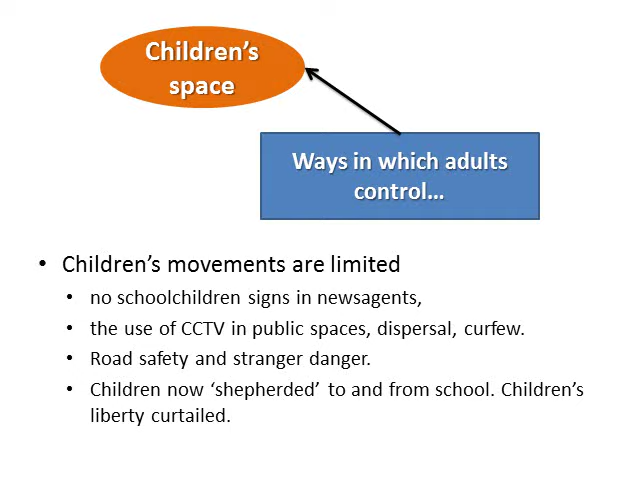 Children’s
space
Ways in which adults
control…
• Children’s movements are limited
• no schoolchildren signs in newsagents,
• the use of CCTV in public spaces, dispersal, curfew.
• Road safety and stranger danger.
• Children now ‘shepherded’ to and from school. Children’s
liberty curtailed.